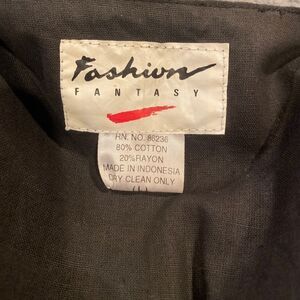 Fashion
FANTASY
RN. NO. 86236
80% COTTON
20% RAYON
MADE IN INDONESIA
DRY CLEAN ONLY